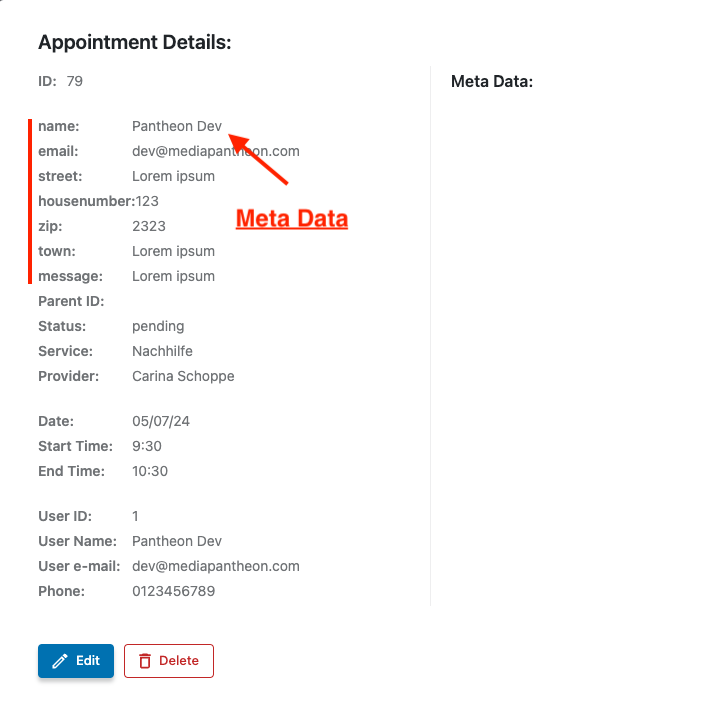 Appointment Details:
ID: 79
Meta Data:
name: Pantheon Dev
email: dev@mediapantheon.com
street: Lorem ipsum
housenumber:123
Meta Data
zip: 2323
town: Lorem ipsum
message: Lorem ipsum
Parent ID:
Status: pending
Service: Nachhilfe
Provider: Carina Schoppe
Date: 05/07/24
Start Time: 9:30
End Time: 10:30
User ID: 1
User Name: Pantheon Dev
User e-mail: dev@mediapantheon.com
Phone: 0123456789
Edit
Delete